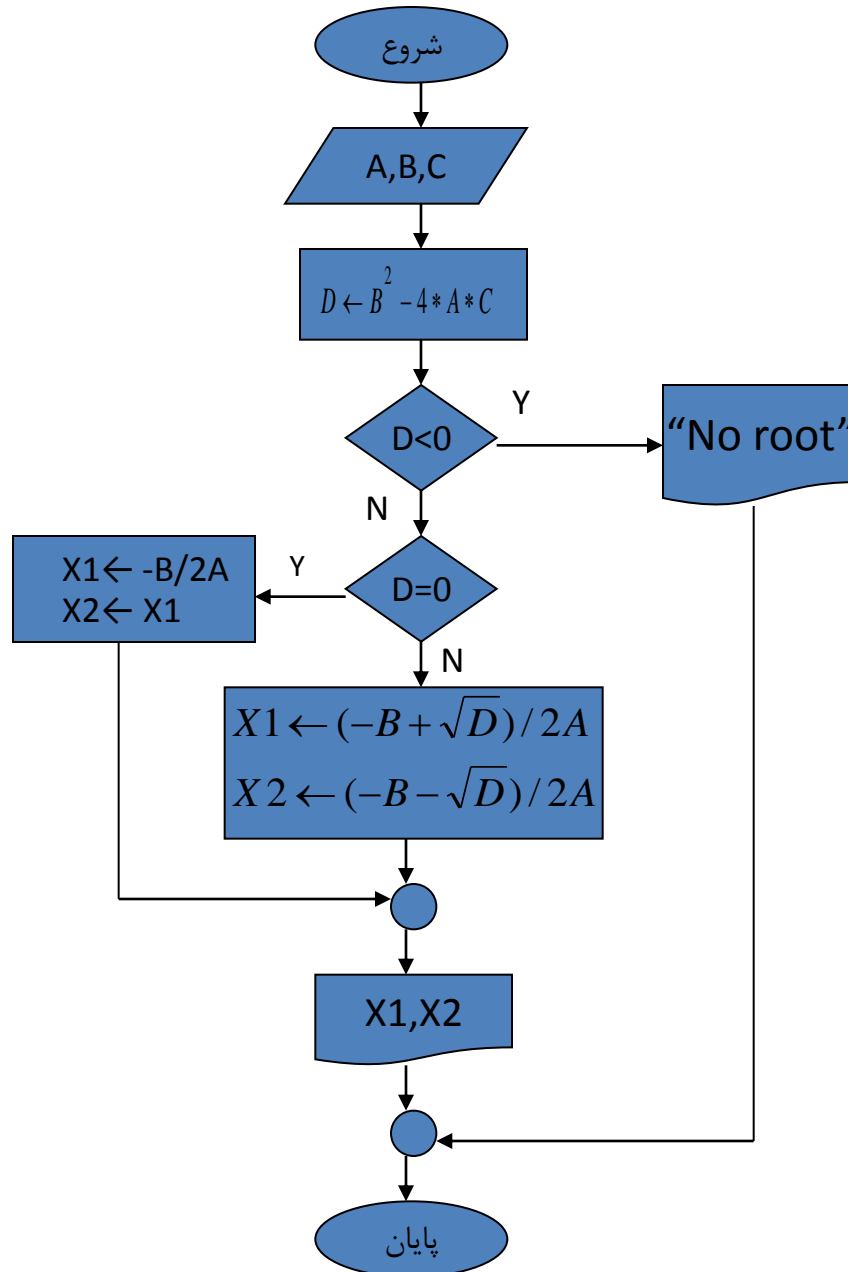 شروع
A,B,C
D ← B² - 4 * A * C
D<0
Y
“No root”
N
D=0
Y
X1← -B/2A
X2← X1
N
X1 ← (-B + √D) / 2A
X2 ← (-B - √D) / 2A
X1,X2
پایان